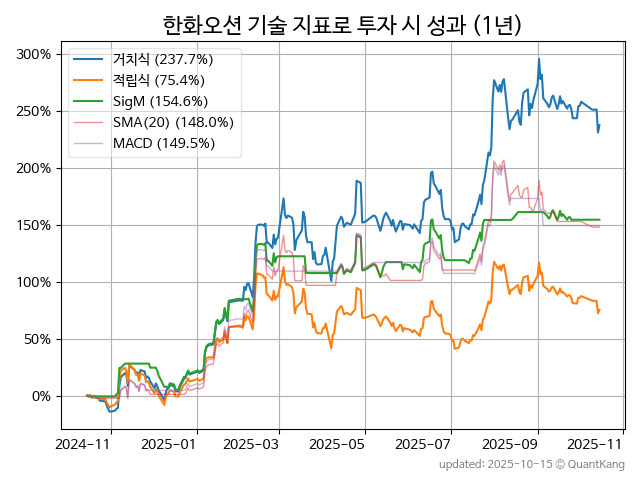 한화오션 기술 지표로 투자 시 성과 (1년)
300%
250%
200%
150%
100%
50%
0%
거치식 (237.7%)
적립식 (75.4%)
SigM (154.6%)
SMA(20) (148.0%)
MACD (149.5%)
2024-11 2025-01 2025-03 2025-05 2025-07 2025-09 2025-11
updated: 2025-10-15 © QuantKang